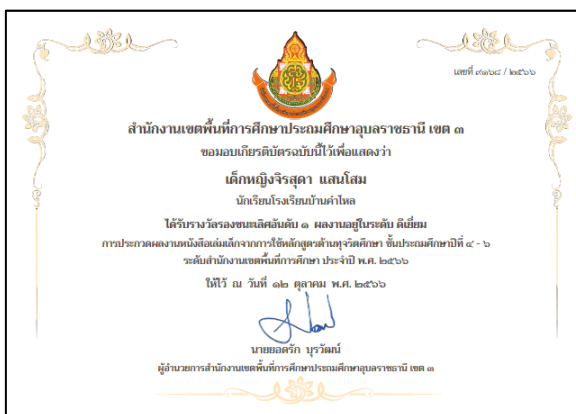 เลขที่ ๙๑๖๘ / ๒๕๖๖
สำนักงานเขตพื้นที่การศึกษาประถมศึกษาอุบลราชธานี เขต ๓
ขอมอบเกียรติบัตรฉบับนี้ไว้เพื่อแสดงว่า
เด็กหญิงจิรสุดา แสนโสม
นักเรียนโรงเรียนบ้านคำไหล
ได้รับรางวัลรองชนะเลิศอันดับ ๑ ผลงานอยู่ในระดับ ดีเยี่ยม
การประกวดผลงานหนังสือเล่มเล็กจากการใช้หลักสูตรต้านทุจริตศึกษา ชั้นประถมศึกษาปีที่ ๔ - ๖
ระดับสำนักงานเขตพื้นที่การศึกษา ประจำปี พ.ศ. ๒๕๖๖
ให้ไว้ ณ วันที่ ๑๒ ตุลาคม พ.ศ. ๒๕๖๖
นายยอดรัก บุรวัฒน์
ผู้อำนวยการสำนักงานเขตพื้นที่การศึกษาประถมศึกษาอุบลราชธานี เขต ๓